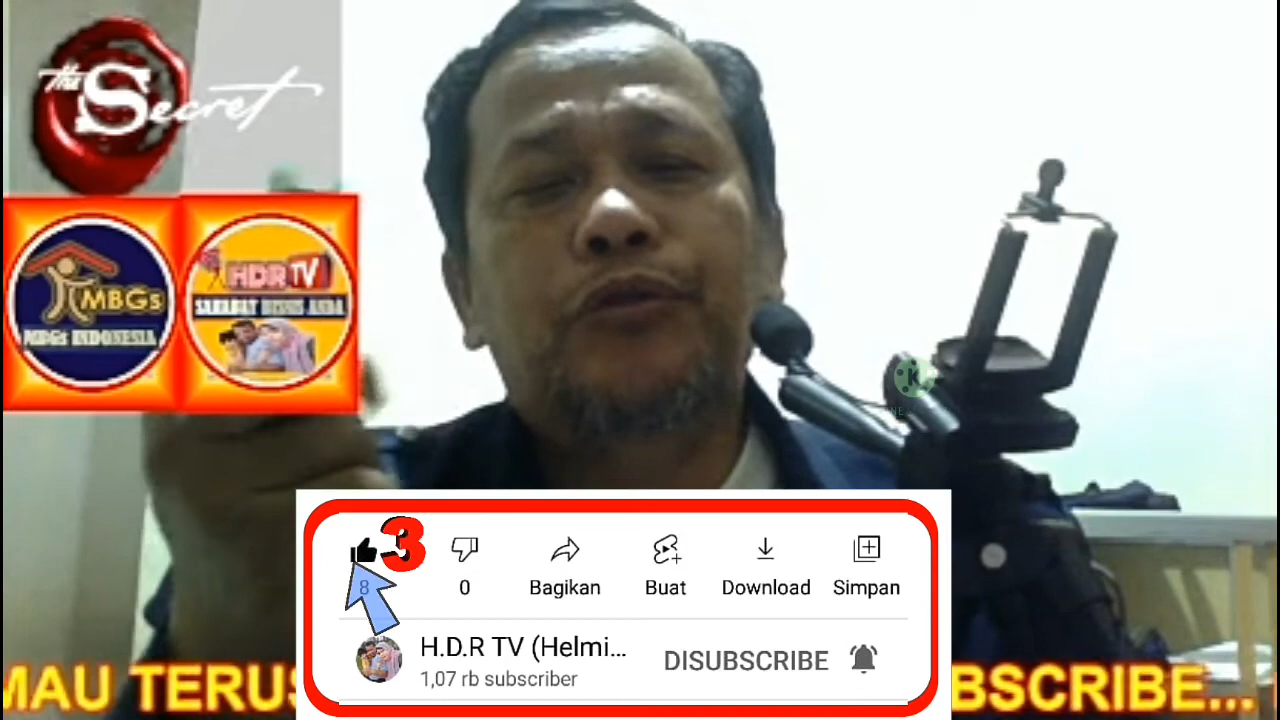 the Secret
MBGs
MBGs INDONESIA
HDR TV
SAHABAT BISNIS ANDA
3
8
0
Bagikan
Buat
Download
Simpan
H.D.R TV (Helmi...
1,07 rb subscriber
DISUBSCRIBE
MAU TERUS
BSCRIBE...